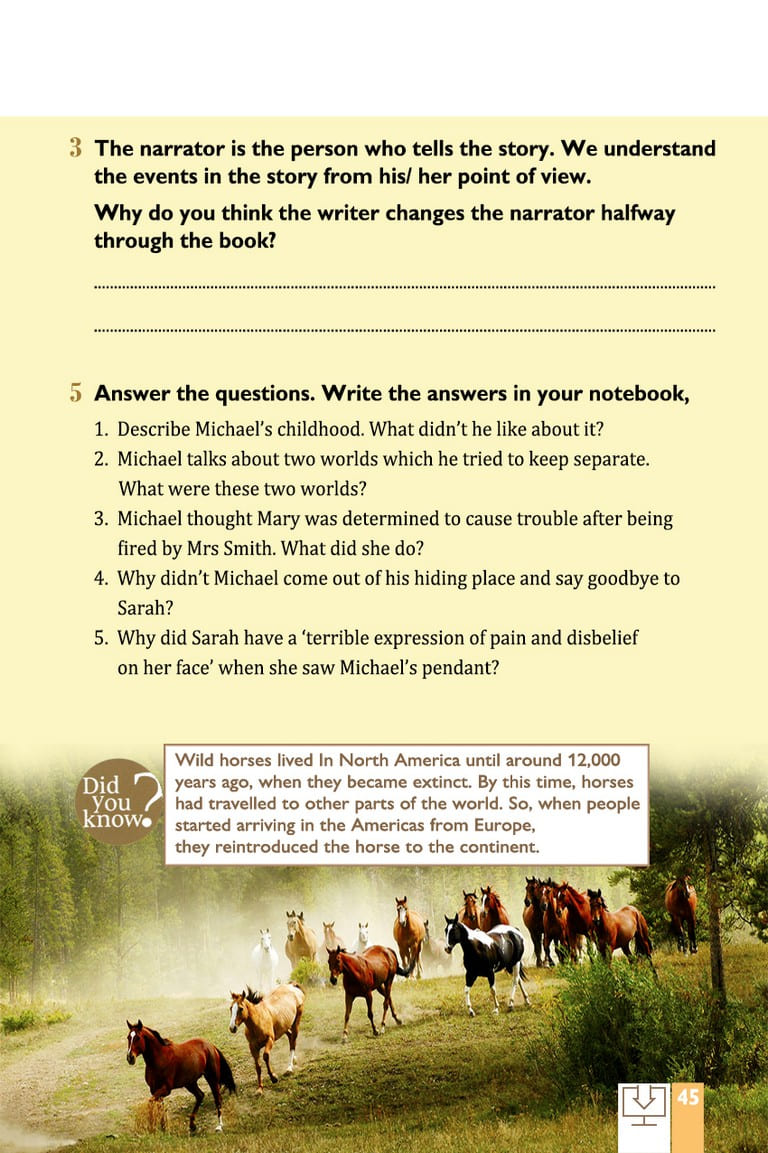 3 The narrator is the person who tells the story. We understand
the events in the story from his/ her point of view.
Why do you think the writer changes the narrator halfway
through the book?
5 Answer the questions. Write the answers in your notebook,
1. Describe Michael’s childhood. What didn’t he like about it?
2. Michael talks about two worlds which he tried to keep separate.
What were these two worlds?
3. Michael thought Mary was determined to cause trouble after being
fired by Mrs Smith. What did she do?
4. Why didn’t Michael come out of his hiding place and say goodbye to
Sarah?
5. Why did Sarah have a ‘terrible expression of pain and disbelief
on her face’ when she saw Michael’s pendant?
Did
you
know?
Wild horses lived In North America until around 12,000
years ago, when they became extinct. By this time, horses
had travelled to other parts of the world. So, when people
started arriving in the Americas from Europe,
they reintroduced the horse to the continent.
45